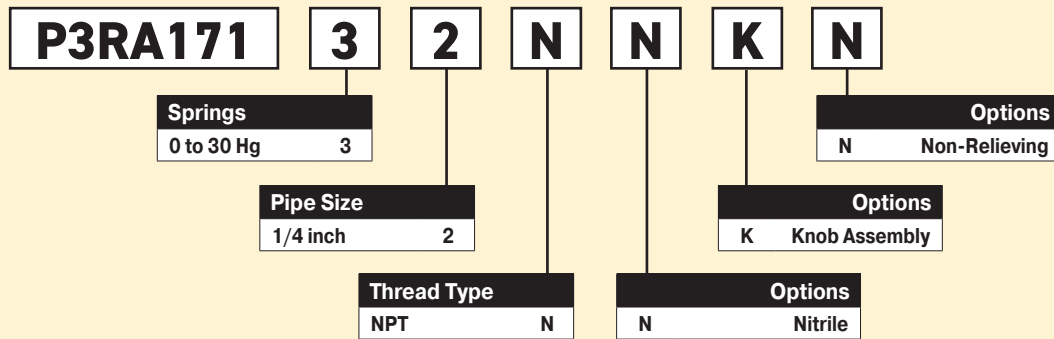 P3RA171 3 2 N N K N
Springs
0 to 30 Hg 3
Options
N Non-Relieving
Pipe Size
1/4 inch 2
Options
K Knob Assembly
Thread Type
NPT N
Options
N Nitrile